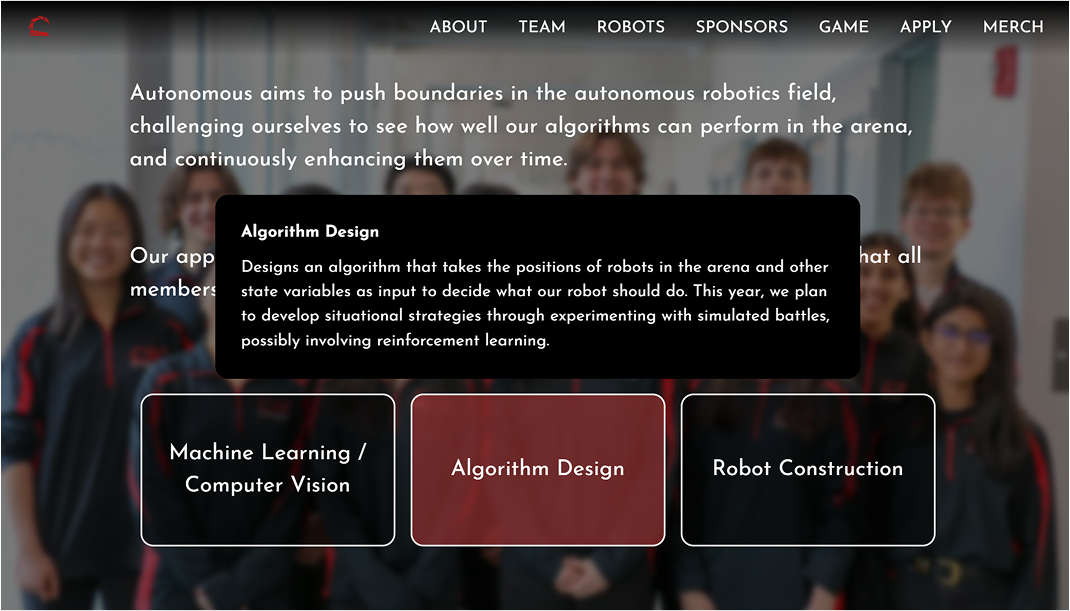 ABOUT TEAM ROBOTS SPONSORS GAME APPLY MERCH
Autonomous aims to push boundaries in the autonomous robotics field,
challenging ourselves to see how well our algorithms can perform in the arena,
and continuously enhancing them over time.
Our
that all
members
Algorithm Design
Designs an algorithm that takes the positions of robots in the arena and other
state variables as input to decide what our robot should do. This year, we plan
to develop situational strategies through experimenting with simulated battles,
possibly involving reinforcement learning.
Machine Learning /
Computer Vision
Algorithm Design
Robot Construction